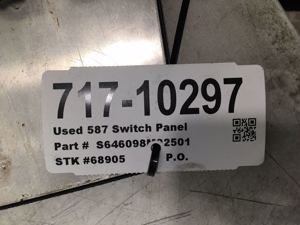 717-10297
Used 587 Switch Panel
Part #
STK #68905 P.O.